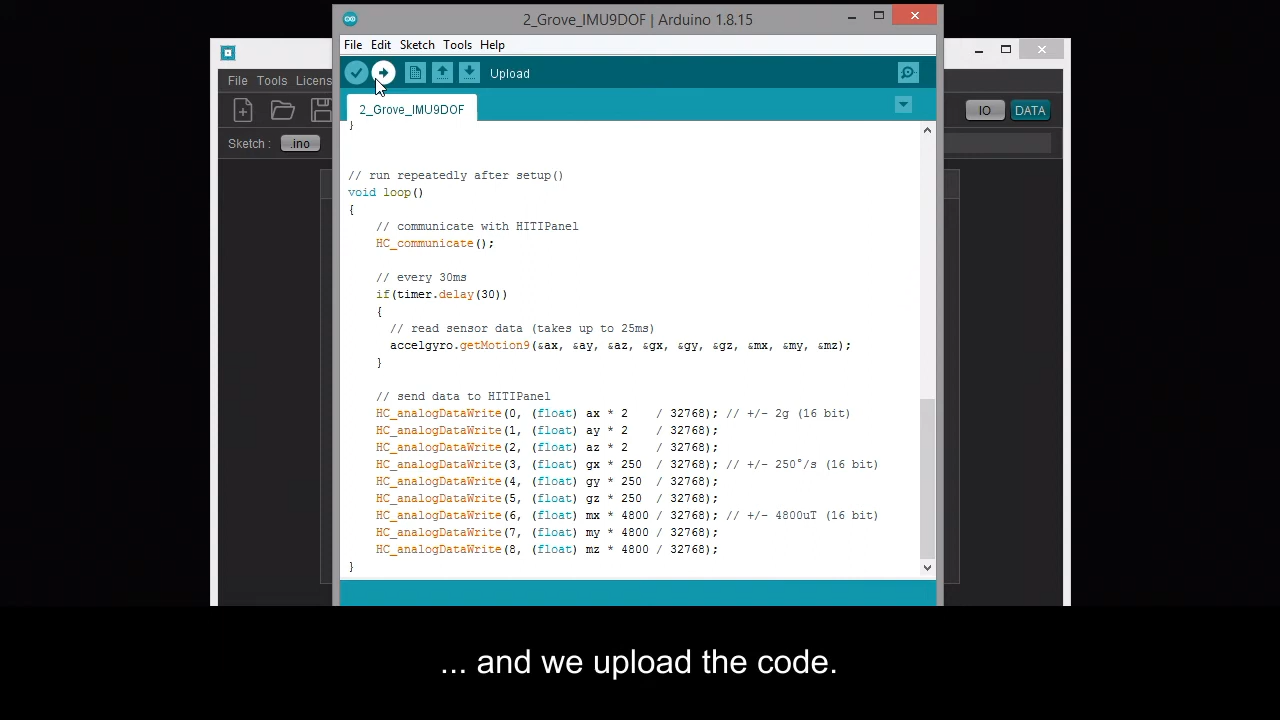 2_Grove_IMU9DOF | Arduino 1.8.15
File Edit Sketch Tools Help
Upload
2_Grove_IMU9DOF
File Tools Licens
IO DATA
Sketch : .ino
}
// run repeatedly after setup()
void loop()
{
// communicate with HITIPanel
HC_communicate();
// every 30ms
if(timer.delay(30))
{
// read sensor data (takes up to 25ms)
accelgyro.getMotion9(&ax, &ay, &az, &gx, &gy, &gz, &mx, &my, &mz);
}
// send data to HITIPanel
HC_analogDataWrite(0, (float) ax * 2 / 32768); // +/- 2g (16 bit)
HC_analogDataWrite(1, (float) ay * 2 / 32768);
HC_analogDataWrite(2, (float) az * 2 / 32768);
HC_analogDataWrite(3, (float) gx * 250 / 32768); // +/- 250°/s (16 bit)
HC_analogDataWrite(4, (float) gy * 250 / 32768);
HC_analogDataWrite(5, (float) gz * 250 / 32768);
HC_analogDataWrite(6, (float) mx * 4800 / 32768); // +/- 4800uT (16 bit)
HC_analogDataWrite(7, (float) my * 4800 / 32768);
HC_analogDataWrite(8, (float) mz * 4800 / 32768);
}
... and we upload the code.